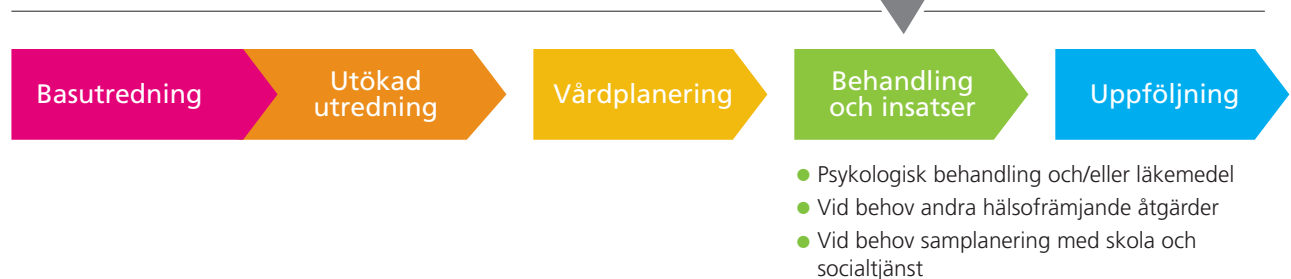 Basutredning
Utökad
utredning
Vårdplanering
Behandling
och insatser
Uppföljning
● Psykologisk behandling och/eller läkemedel
● Vid behov andra hälsofrämjande åtgärder
● Vid behov samplanering med skola och
socialtjänst